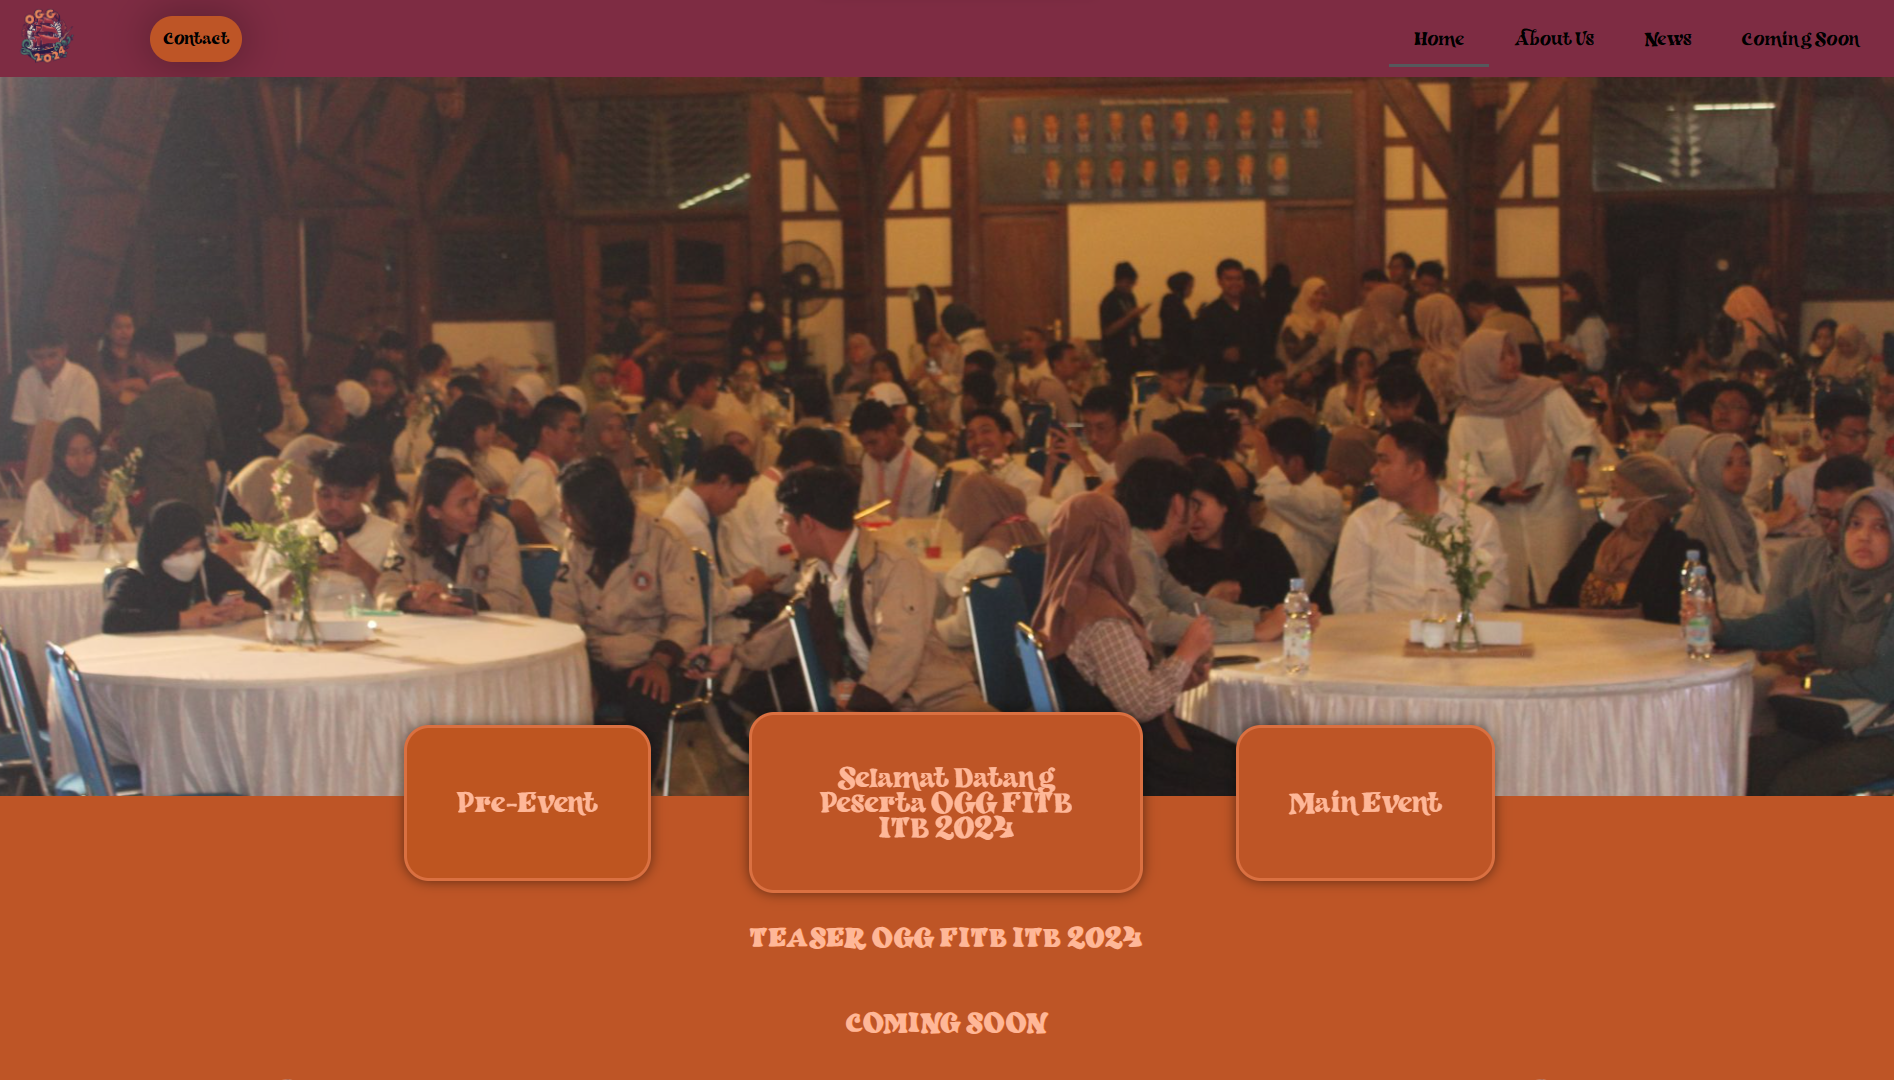 OGG
2024
Contact
Home
About Us
News
Coming Soon
Pre-Event
Selamat Datang
Peserta OGG FITB
ITB 2024
Main Event
TEASER OGG FITB ITB 2024
COMING SOON